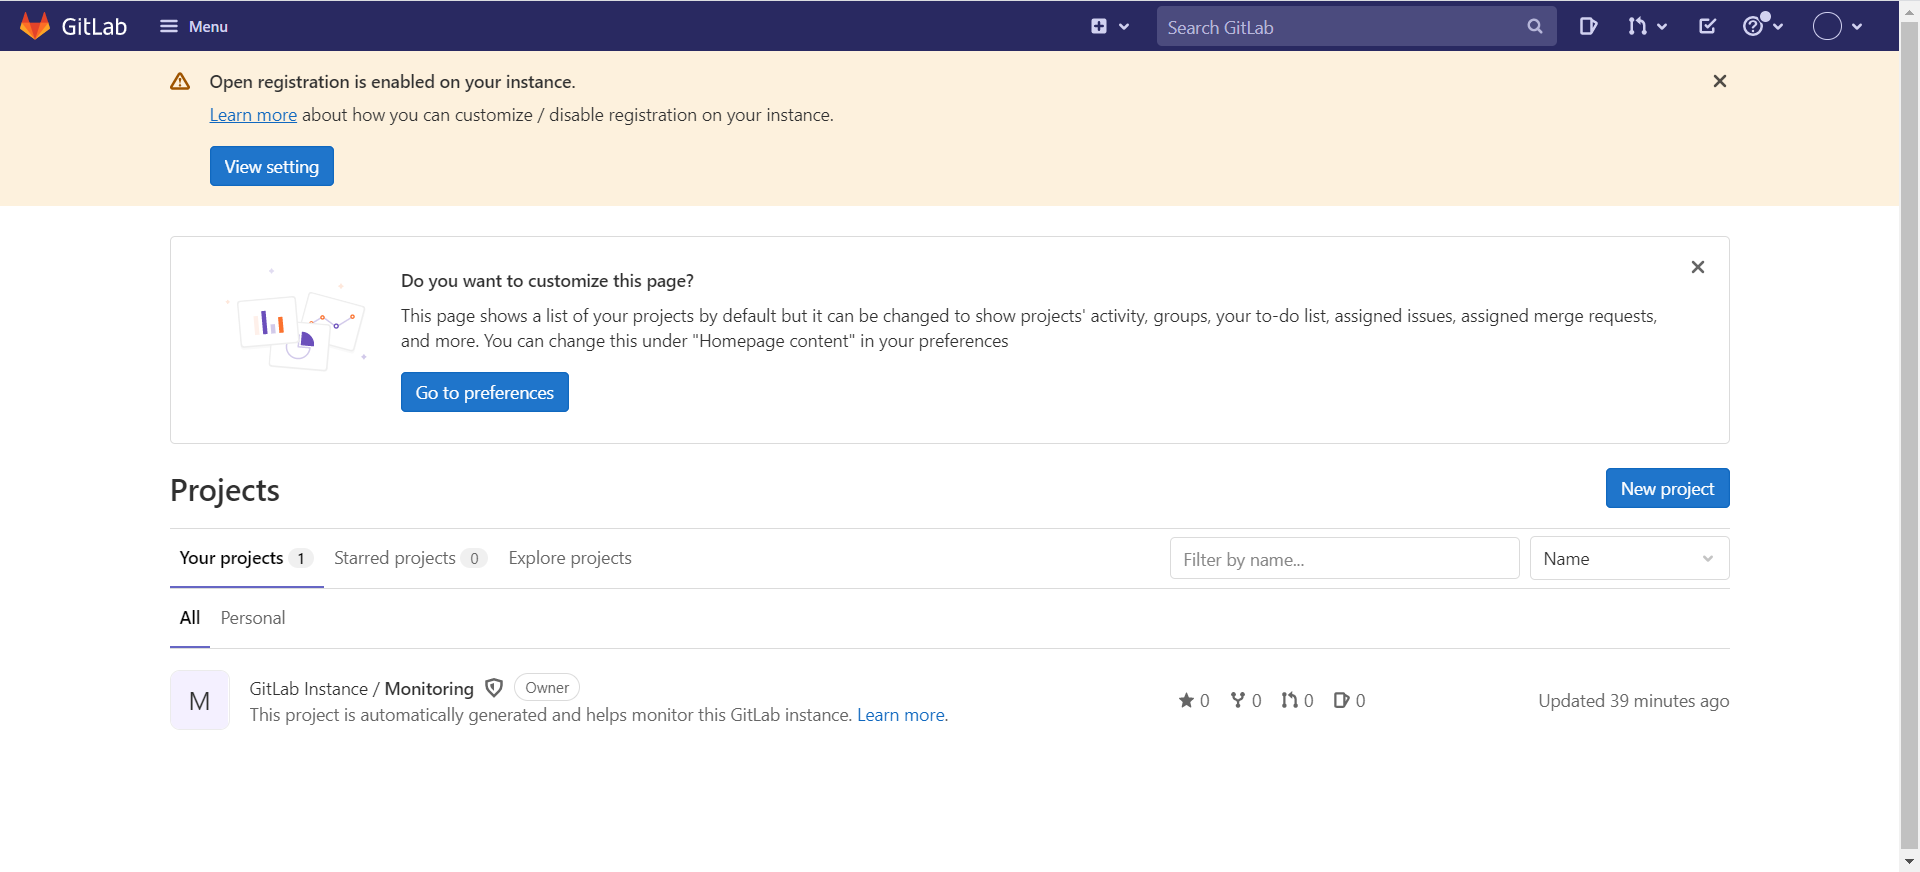 GitLab Menu Search GitLab
Open registration is enabled on your instance.
Learn more about how you can customize / disable registration on your instance.
View setting
Do you want to customize this page?
This page shows a list of your projects by default but it can be changed to show projects' activity, groups, your to-do list, assigned issues, assigned merge requests,
and more. You can change this under "Homepage content" in your preferences
Go to preferences
Projects New project
Your projects 1 Starred projects 0 Explore projects Filter by name... Name
All Personal
M GitLab Instance / Monitoring Owner
This project is automatically generated and helps monitor this GitLab instance. Learn more.
0 0 0 0 Updated 39 minutes ago